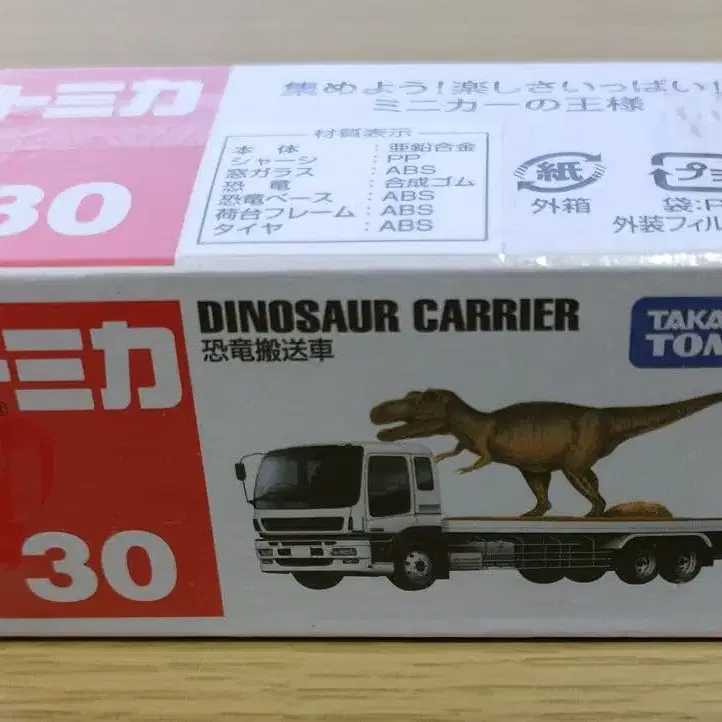 トミカ
30
集めよう!楽しさいっぱい!
ミニカーの王様
材質表示
本体 : 亜鉛合金
シャーシ : PP
窓ガラス : ABS
恐竜 : 合成ゴム
恐竜ベース : ABS
荷台フレーム : ABS
タイヤ : ABS
紙
外箱
プ
袋:P
外装フィル
トミカ
®
30
DINOSAUR CARRIER
恐竜搬送車
TAKA
TOM